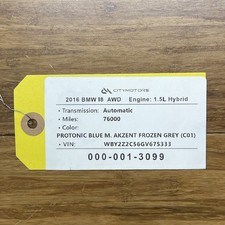 CITYMOTORS
2016 BMW I8 AWD Engine: 1.5L Hybrid
• Transmission: Automatic
• Miles: 76000
• Color:
PROTONIC BLUE M. AKZENT FROZEN GREY (C01)
• VIN: WBY2Z2C56GV675333
000-001-3099